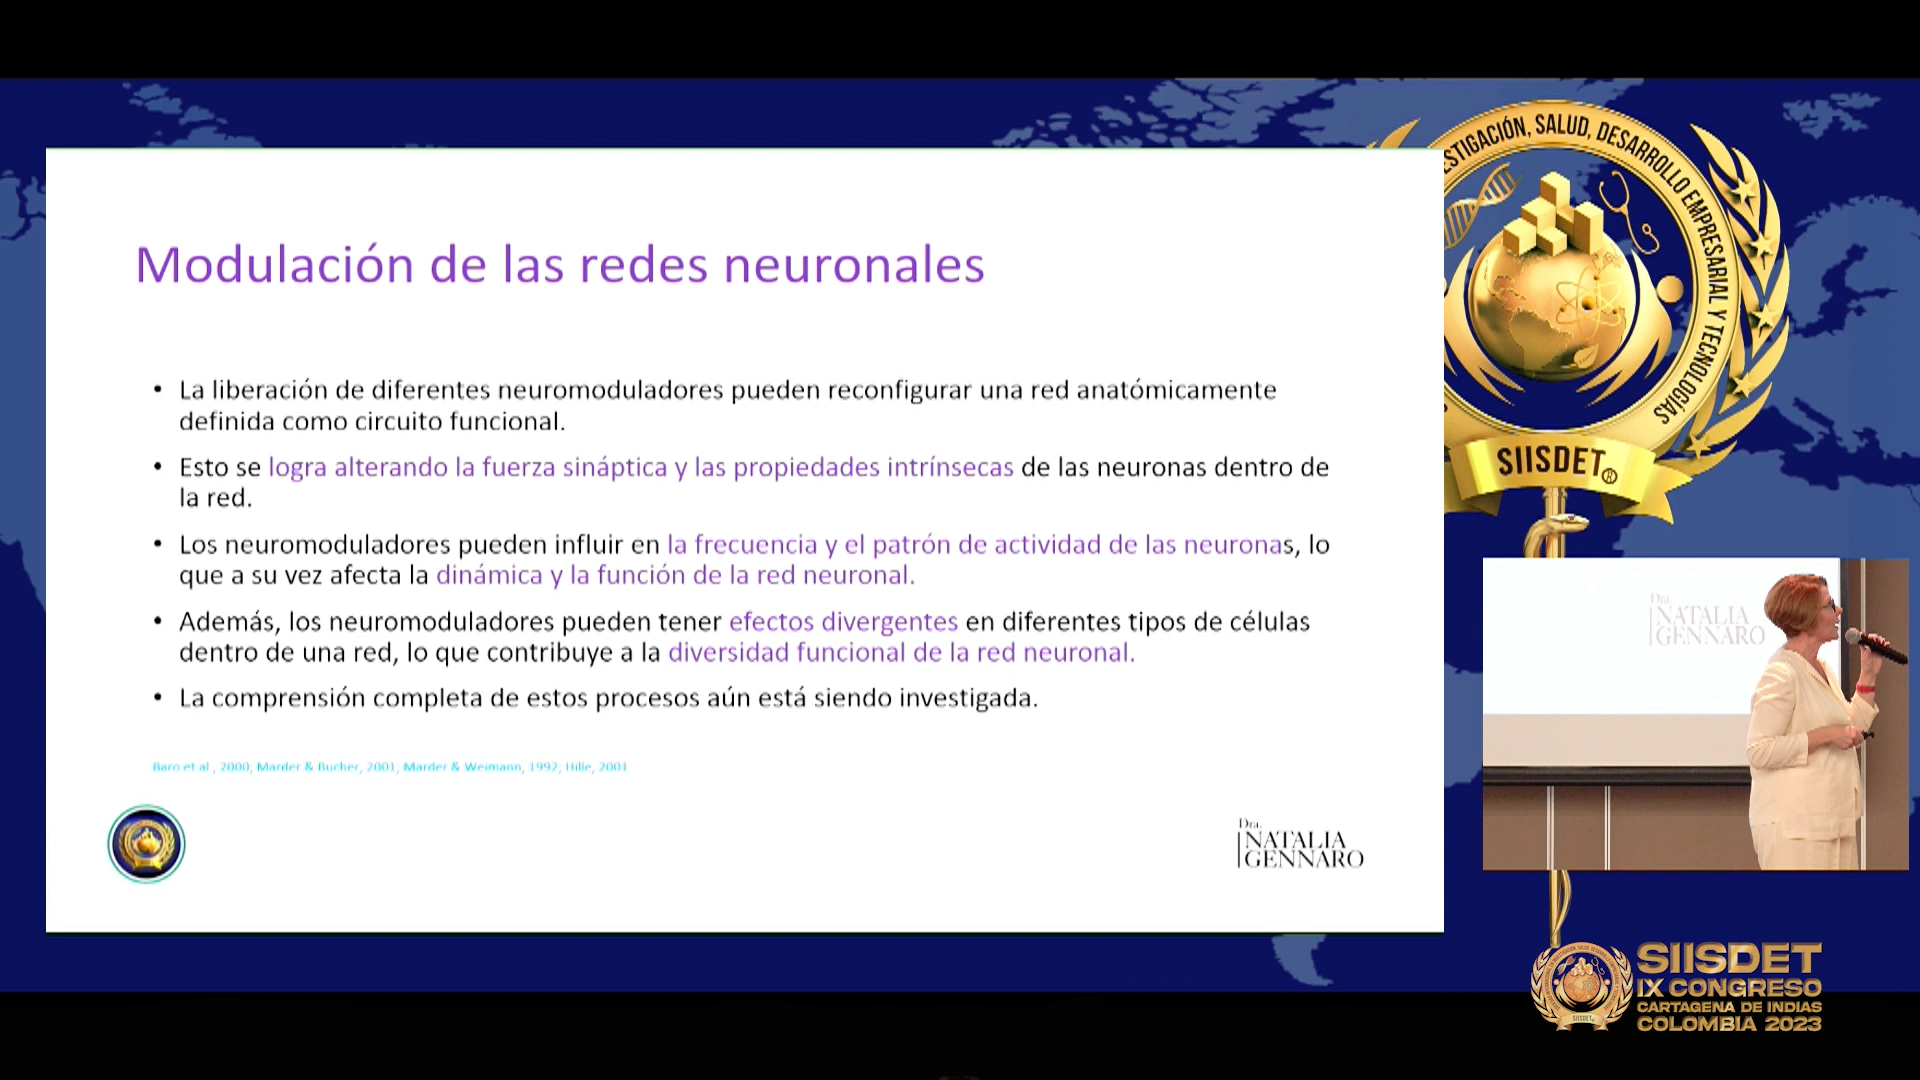 STIGACIÓN, SALUD, DESARROLLO EMPRESARIAL Y TECNOLOGÍAS
SIISDET®
Modulación de las redes neuronales
• La liberación de diferentes neuromoduladores pueden reconfigurar una red anatómicamente
definida como circuito funcional.
• Esto se logra alterando la fuerza sináptica y las propiedades intrínsecas de las neuronas dentro de
la red.
• Los neuromoduladores pueden influir en la frecuencia y el patrón de actividad de las neuronas, lo
que a su vez afecta la dinámica y la función de la red neuronal.
• Además, los neuromoduladores pueden tener efectos divergentes en diferentes tipos de células
dentro de una red, lo que contribuye a la diversidad funcional de la red neuronal.
• La comprensión completa de estos procesos aún está siendo investigada.
Baro et al., 2000; Marder & Bucher, 2001; Marder & Weimann, 1992; Hille, 2001
Dra.
NATALIA
GENNARO
Dra.
NATALIA
GENNARO
SIISDET
IX CONGRESO
CARTAGENA DE INDIAS
COLOMBIA 2023
SIISDET